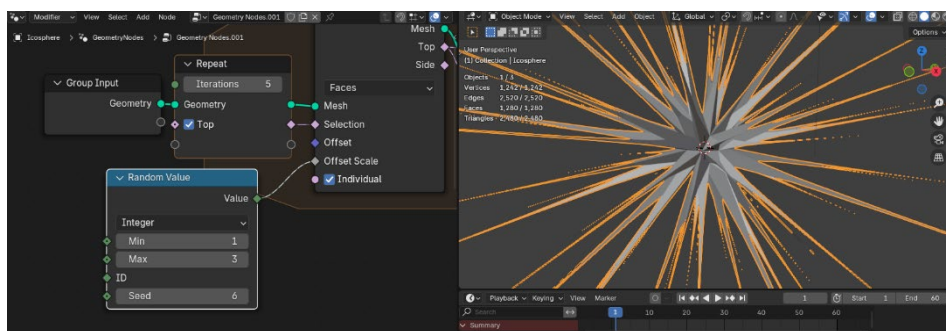 Modifier View Select Add Node Geometry Nodes.001
Icosphere > GeometryNodes > Geometry Nodes.001
Group Input
Geometry
Repeat
Iterations 5
Geometry
Top
Mesh
Top
Side
Faces
Mesh
Selection
Offset
Offset Scale
Individual
Random Value
Value
Integer
Min 1
Max 3
ID
Seed 6
Object Mode View Select Add Object Global
Options
User Perspective
(1) Collection | Icosphere
Objects 1 / 3
Vertices 1,242/1,242
Edges 2,520/2,520
Faces 1,280/1,280
Z
Playback Keying View Marker 1 Start 1 End 60
Search 1 10 20 30 40 50 60
Summary